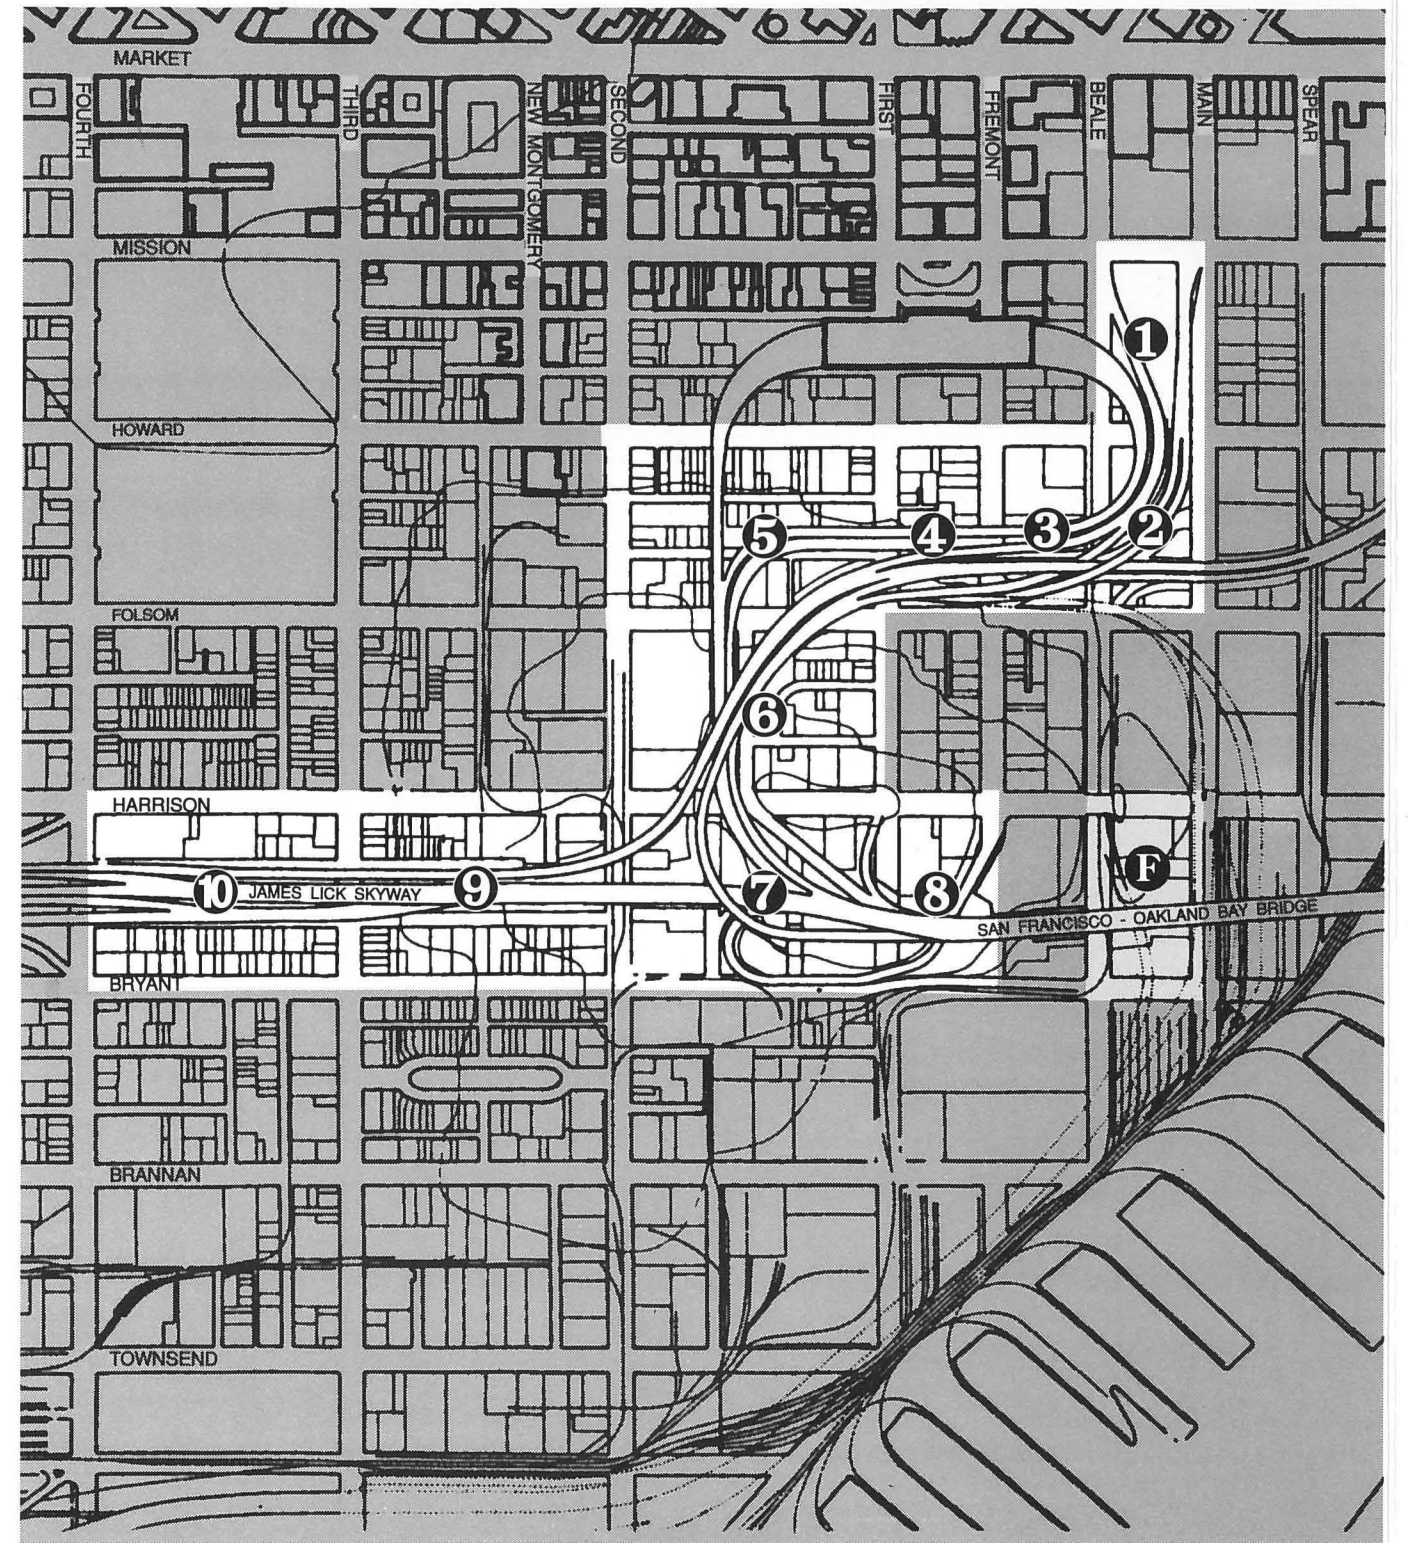 MARKET
FOURTH
THIRD
NEW MONTGOMERY
SECOND
FIRST
FREMONT
BEALE
MAIN
SPEAR
MISSION
1
HOWARD
5
4
3
2
FOLSOM
6
HARRISON
F
10
JAMES LICK SKYWAY
9
7
8
SAN FRANCISCO - OAKLAND BAY BRIDGE
BRYANT
BRANNAN
TOWNSEND